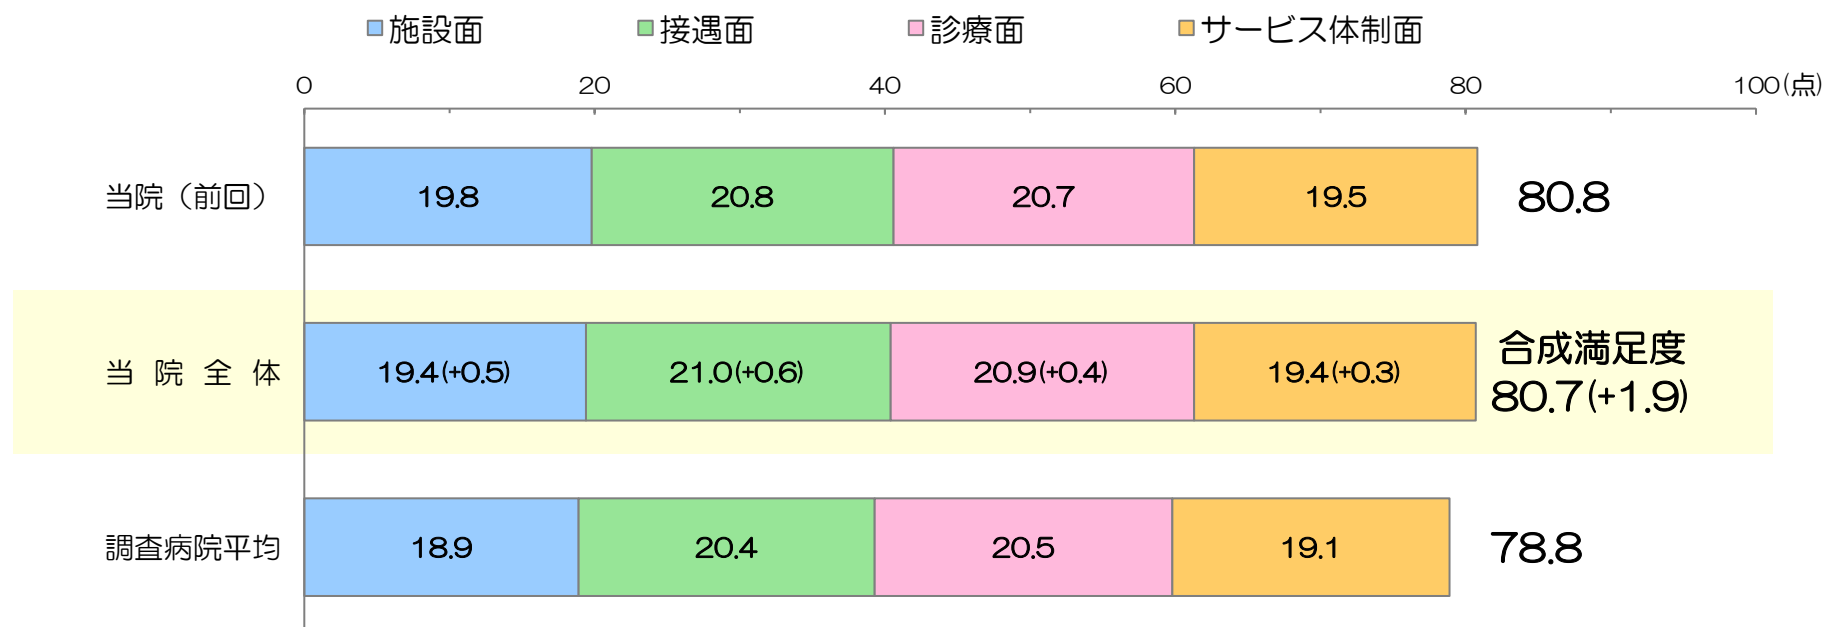 施設面 接遇面 診療面 サービス体制面
0 20 40 60 80 100(点)
当院（前回） 19.8 20.8 20.7 19.5 80.8
合成満足度
当院全体 19.4(+0.5) 21.0(+0.6) 20.9(+0.4) 19.4(+0.3) 80.7(+1.9)
調査病院平均 18.9 20.4 20.5 19.1 78.8